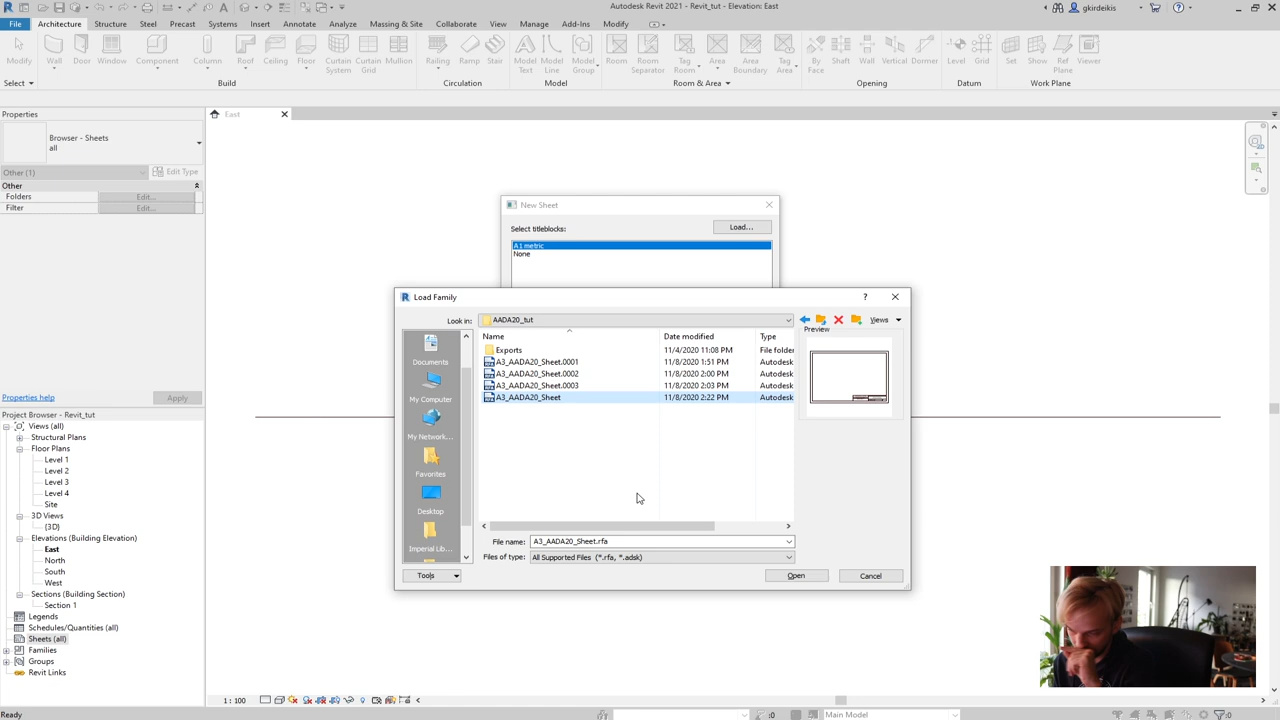 Autodesk Revit 2021 - Revit_tut - Elevation: East
gkirdeikis
File
Architecture
Structure
Steel
Precast
Systems
Insert
Annotate
Analyze
Massing & Site
Collaborate
View
Manage
Add-Ins
Modify
Modify
Wall
Door
Window
Component
Column
Roof
Ceiling
Floor
Curtain System
Curtain Grid
Mullion
Railing
Ramp
Stair
Model Text
Model Line
Model Group
Room
Room Separator
Tag Room
Area
Area Boundary
Tag Area
By Face
Shaft
Wall
Vertical
Dormer
Level
Grid
Set
Show
Ref Plane
Viewer
Select
Build
Circulation
Model
Room & Area
Opening
Datum
Work Plane
Properties
East
Browser - Sheets
all
Other (1)
Edit Type
Other
Folders
Edit...
Filter
Edit...
Properties help
Apply
New Sheet
Select titleblocks:
Load...
A1 metric
None
Load Family
?
Look in:
AADA20_tut
Views
Preview
Name
Date modified
Type
Exports
11/4/2020 11:08 PM
File folder
A3_AADA20_Sheet.0001
11/8/2020 1:51 PM
Autodesk
A3_AADA20_Sheet.0002
11/8/2020 2:00 PM
Autodesk
A3_AADA20_Sheet.0003
11/8/2020 2:03 PM
Autodesk
A3_AADA20_Sheet
11/8/2020 2:22 PM
Autodesk
Documents
My Computer
My Network...
Favorites
Desktop
Imperial Lib...
File name:
A3_AADA20_Sheet.rfa
Files of type:
All Supported Files (*.rfa, *.adsk)
Tools
Open
Cancel
Project Browser - Revit_tut
Views (all)
Structural Plans
Floor Plans
Level 1
Level 2
Level 3
Level 4
Site
3D Views
{3D}
Elevations (Building Elevation)
East
North
South
West
Sections (Building Section)
Section 1
Legends
Schedules/Quantities (all)
Sheets (all)
Families
Groups
Revit Links
1 : 100
Ready
:0
Main Model
:0